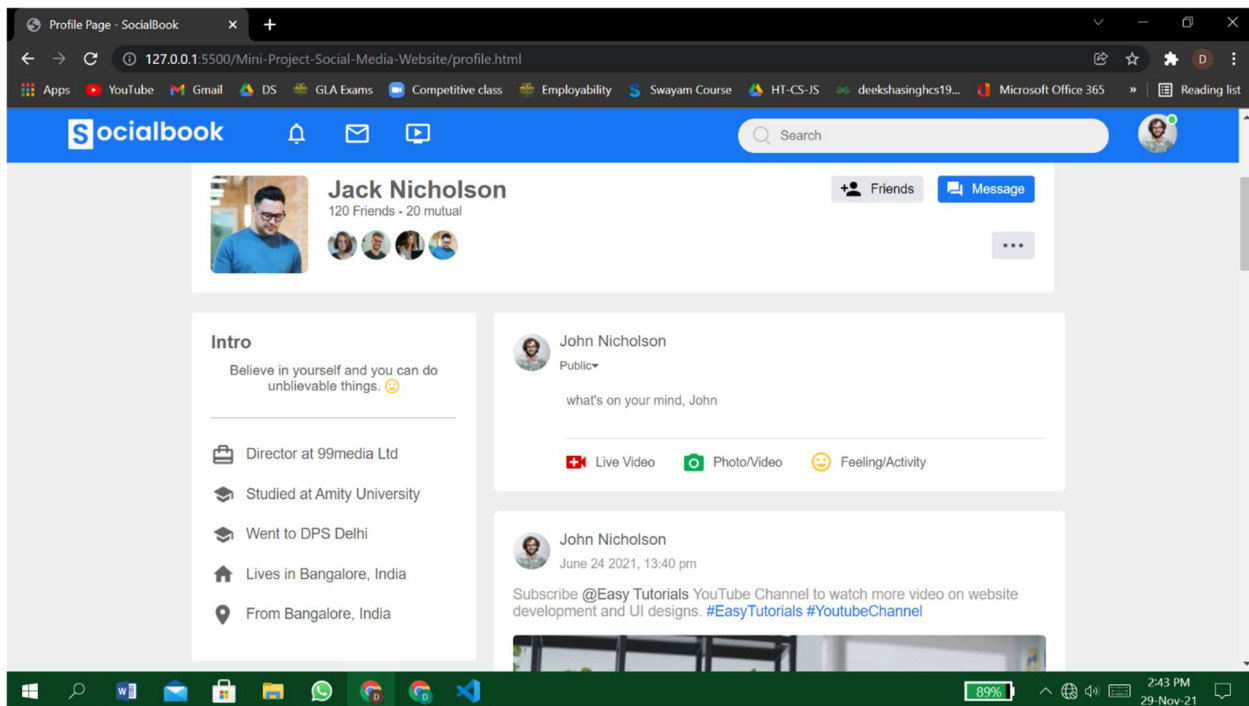 Profile Page - SocialBook
127.0.0.1:5500/Mini-Project-Social-Media-Website/profile.html
D
Apps YouTube Gmail DS GLA Exams Competitive class Employability Swayam Course HT-CS-JS deekshasinghcs19... Microsoft Office 365 » Reading list
Socialbook
Search
Jack Nicholson
120 Friends - 20 mutual
Friends
Message
Intro
Believe in yourself and you can do
unblievable things.
Director at 99media Ltd
Studied at Amity University
Went to DPS Delhi
Lives in Bangalore, India
From Bangalore, India
John Nicholson
Public
what's on your mind, John
Live Video Photo/Video Feeling/Activity
John Nicholson
June 24 2021, 13:40 pm
Subscribe @Easy Tutorials YouTube Channel to watch more video on website
development and UI designs. #EasyTutorials #YoutubeChannel
89%
2:43 PM
29-Nov-21